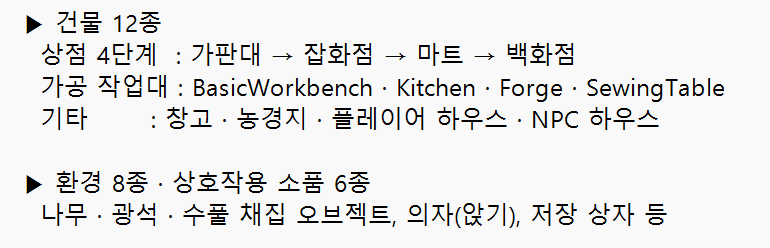 ▶ 건물 12종
상점 4단계 : 가판대 → 잡화점 → 마트 → 백화점
가공 작업대 : BasicWorkbench · Kitchen · Forge · SewingTable
기타 : 창고 · 농경지 · 플레이어 하우스 · NPC 하우스
▶ 환경 8종 · 상호작용 소품 6종
나무 · 광석 · 수풀 채집 오브젝트, 의자(앉기), 저장 상자 등